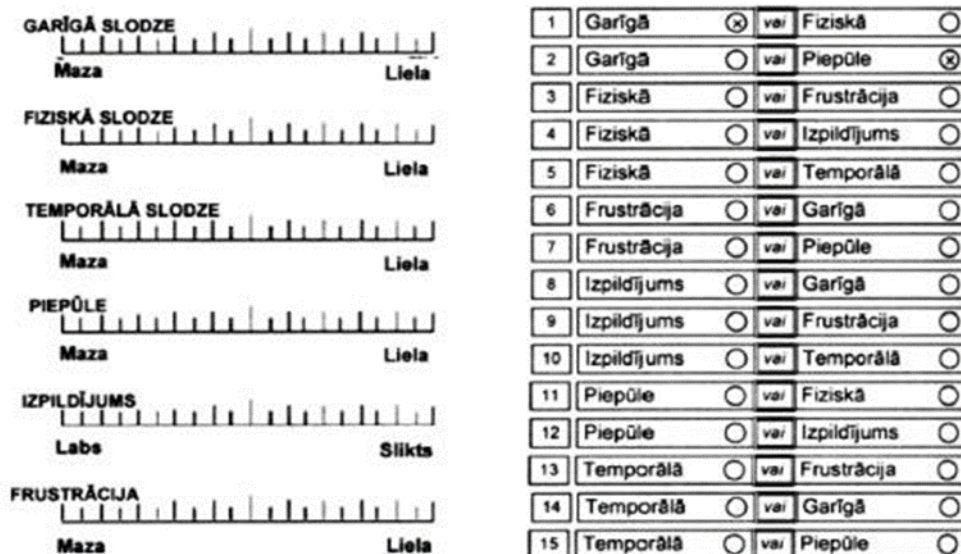 GARĪGĀ SLODZE
Maza Liela
FIZISKĀ SLODZE
Maza Liela
TEMPORĀLĀ SLODZE
Maza Liela
PIEPŪLE
Maza Liela
IZPILDĪJUMS
Labs Slikts
FRUSTRĀCIJA
Maza Liela
1 Garīgā vai Fiziskā
2 Garīgā vai Piepūle
3 Fiziskā vai Frustrācija
4 Fiziskā vai Izpildījums
5 Fiziskā vai Temporālā
6 Frustrācija vai Garīgā
7 Frustrācija vai Piepūle
8 Izpildījums vai Garīgā
9 Izpildījums vai Frustrācija
10 Izpildījums vai Temporālā
11 Piepūle vai Fiziskā
12 Piepūle vai Izpildījums
13 Temporālā vai Frustrācija
14 Temporālā vai Garīgā
15 Temporālā vai Piepūle